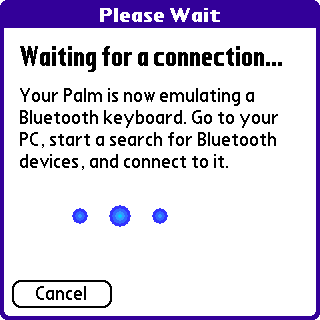 Please Wait
Waiting for a connection...
Your Palm is now emulating a
Bluetooth keyboard. Go to your
PC, start a search for Bluetooth
devices, and connect to it.
Cancel